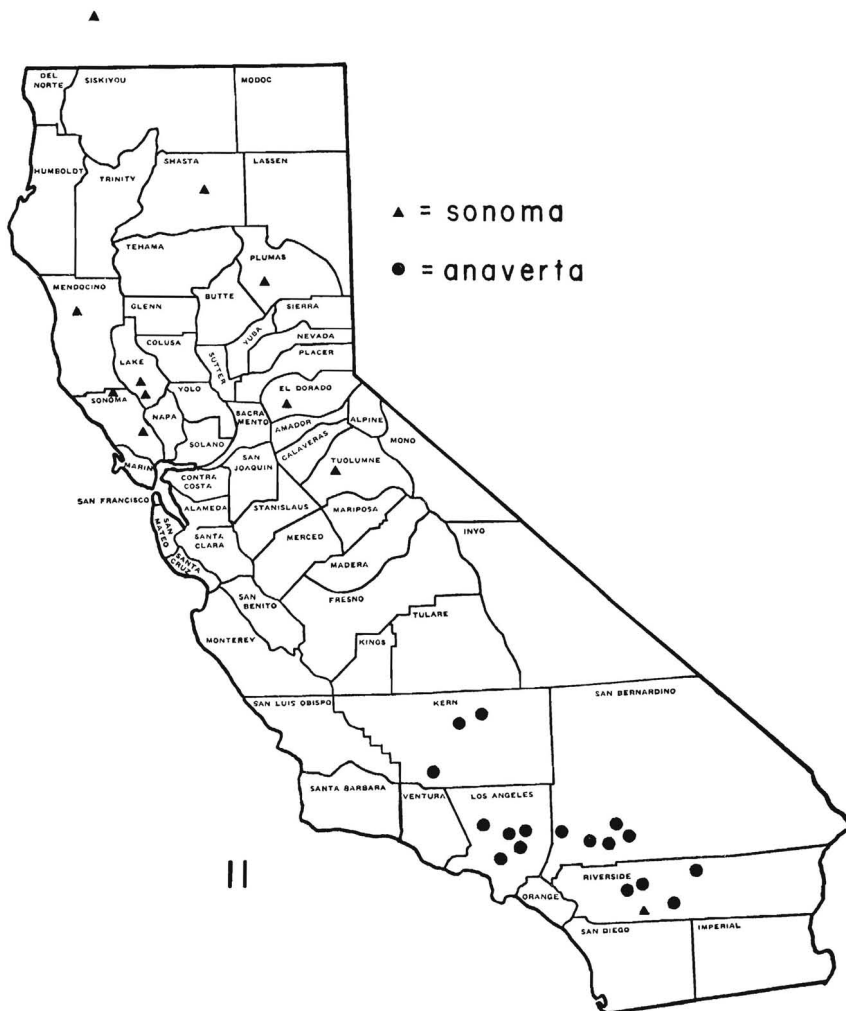 DEL
NORTE
SISKIYOU
MODOC
HUMBOLDT
TRINITY
SHASTA
LASSEN
▲ = sonoma
● = anaverta
TEHAMA
PLUMAS
MENDOCINO
GLENN
BUTTE
SIERRA
YUBA
NEVADA
COLUSA
SUTTER
PLACER
LAKE
YOLO
EL DORADO
SONOMA
NAPA
SACRA
MENTO
AMADOR
ALPINE
SOLANO
CALAVERAS
MONO
MARIN
SAN
JOAQUIN
TUOLUMNE
CONTRA
COSTA
SAN FRANCISCO
ALAMEDA
STANISLAUS
MARIPOSA
SAN
MATEO
SANTA
CLARA
MERCED
INYO
SANTA
CRUZ
MADERA
SAN
BENITO
FRESNO
TULARE
MONTEREY
KINGS
SAN LUIS OBISPO
KERN
SAN BERNARDINO
SANTA BARBARA
VENTURA
LOS ANGELES
II
RIVERSIDE
ORANGE
SAN DIEGO
IMPERIAL